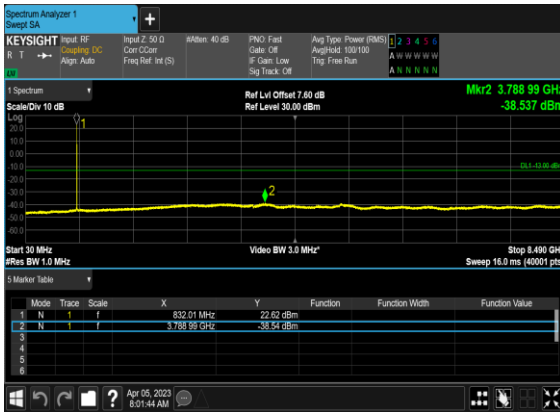 Spectrum Analyzer 1
Swept SA
+
KEYSIGHT Input: RF Input Z: 50 Ω #Atten: 40 dB PNO: Fast Avg Type: Power (RMS) 1 2 3 4 5 6
R T Coupling: DC Corr CCorr Gate: Off Avg|Hold: 100/100 A W W W W W
Align: Auto Freq Ref: Int (S) IF Gain: Low Trig: Free Run
Sig Track: Off A N N N N N
1 Spectrum
Scale/Div 10 dB
Ref Lvl Offset 7.60 dB
Ref Level 30.00 dBm
Mkr2 3.788 99 GHz
-38.537 dBm
Log
20.0
10.0
0.00
-10.0
-20.0
-30.0
-40.0
-50.0
-60.0
1
2
DL1 -13.00 dBm
Start 30 MHz Video BW 3.0 MHz* Stop 8.490 GHz
#Res BW 1.0 MHz Sweep 16.0 ms (40001 pts)
5 Marker Table
Mode Trace Scale X Y Function Function Width Function Value
1 N 1 f 832.01 MHz 22.62 dBm
2 N 1 f 3.788 99 GHz -38.54 dBm
3
4
5
6
?
Apr 05, 2023
8:01:44 AM